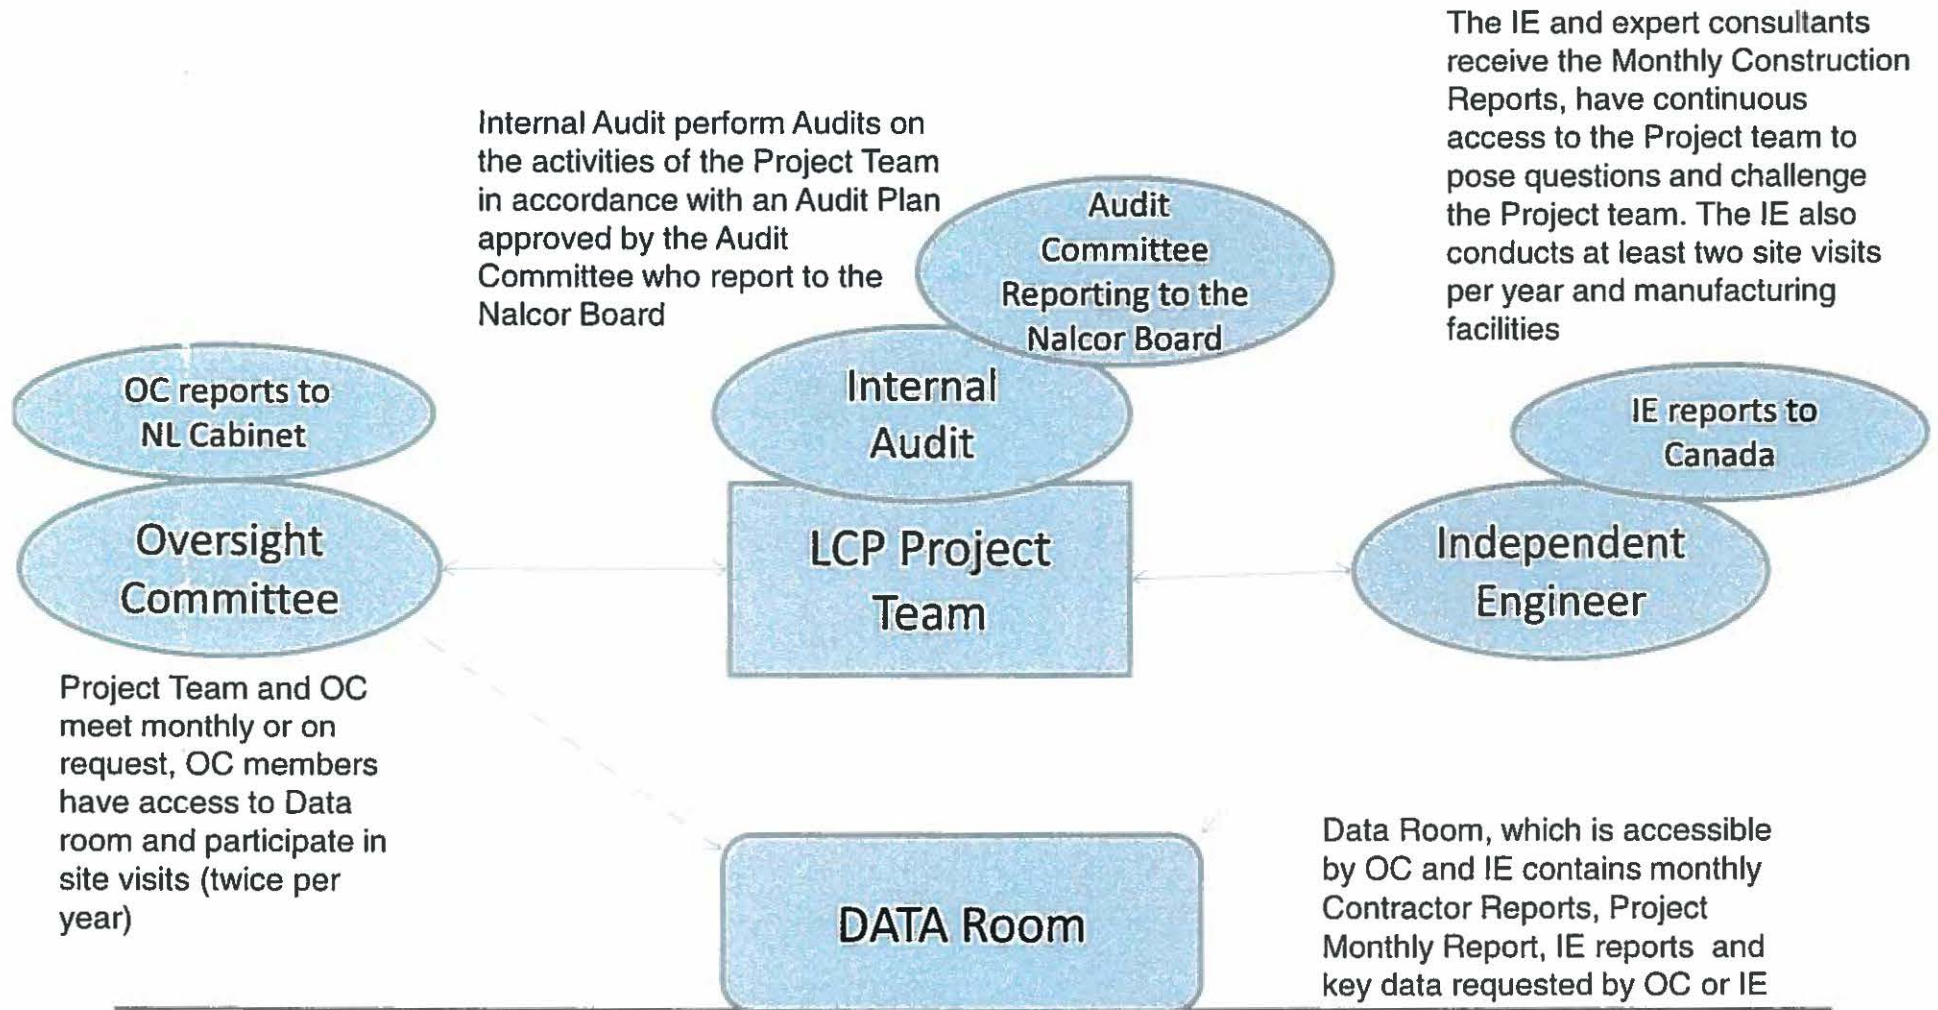 The IE and expert consultants
receive the Monthly Construction
Reports, have continuous
access to the Project team to
pose questions and challenge
the Project team. The IE also
conducts at least two site visits
per year and manufacturing
facilities
Internal Audit perform Audits on
the activities of the Project Team
in accordance with an Audit Plan
approved by the Audit
Committee who report to the
Nalcor Board
Audit
Committee
Reporting to the
Nalcor Board
OC reports to
NL Cabinet
Internal
Audit
IE reports to
Canada
Oversight
Committee
LCP Project
Team
Independent
Engineer
Project Team and OC
meet monthly or on
request, OC members
have access to Data
room and participate in
site visits (twice per
year)
DATA Room
Data Room, which is accessible
by OC and IE contains monthly
Contractor Reports, Project
Monthly Report, IE reports and
key data requested by OC or IE